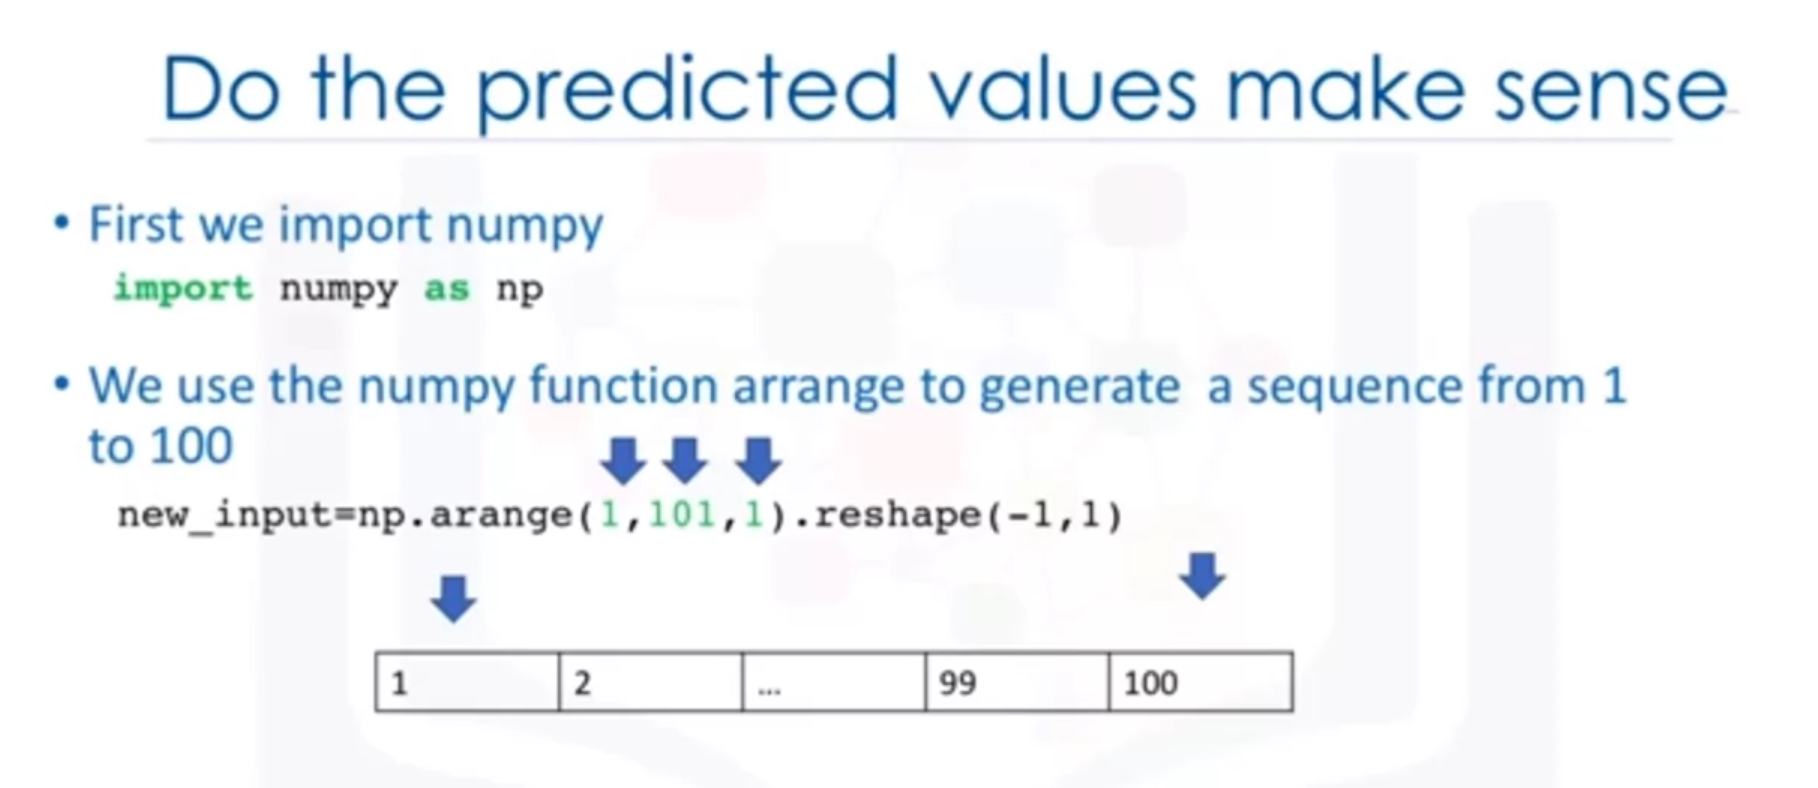 Do the predicted values make sense
• First we import numpy
import numpy as np
• We use the numpy function arrange to generate a sequence from 1
to 100
new_input=np.arange(1,101,1).reshape(-1,1)
1 2 ... 99 100